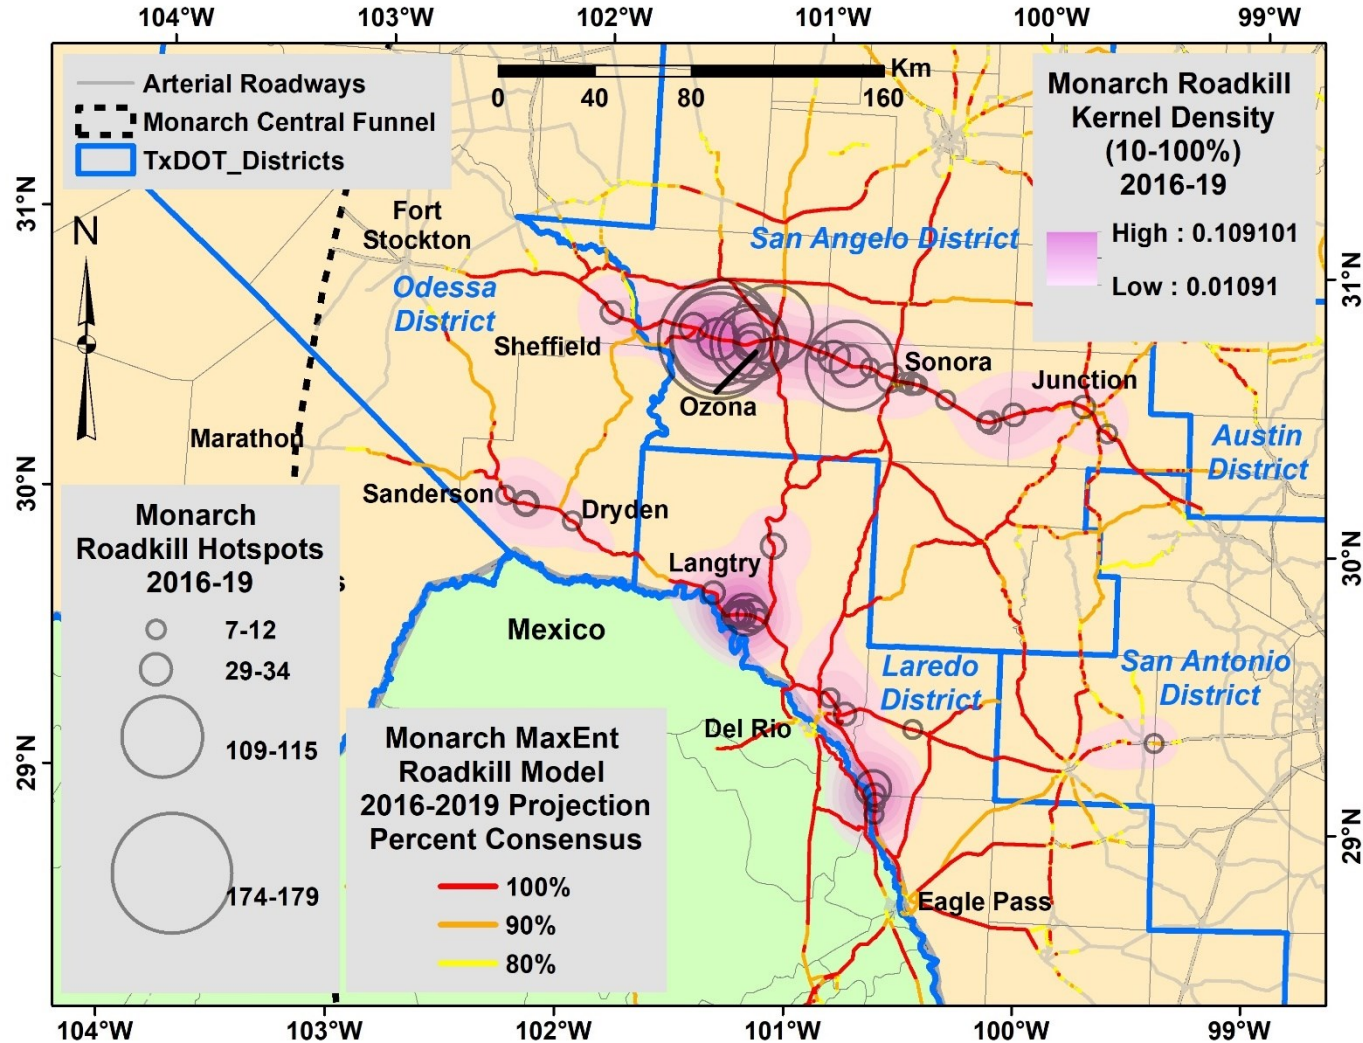 104°W 103°W 102°W 101°W 100°W 99°W
Arterial Roadways
Monarch Central Funnel
TxDOT_Districts
Km
0 40 80 160
Monarch Roadkill
Kernel Density
(10-100%)
2016-19
High : 0.109101
Low : 0.01091
31°N
31°N
N
Fort
Stockton
San Angelo District
Odessa
District
Sheffield
Sonora
Junction
Ozona
Marathon
Austin
District
30°N
30°N
Sanderson
Dryden
Langtry
Monarch
Roadkill Hotspots
2016-19
7-12
29-34
109-115
174-179
s
Mexico
Laredo
District
San Antonio
District
Del Rio
29°N
29°N
Monarch MaxEnt
Roadkill Model
2016-2019 Projection
Percent Consensus
100%
90%
80%
Eagle Pass
104°W 103°W 102°W 101°W 100°W 99°W